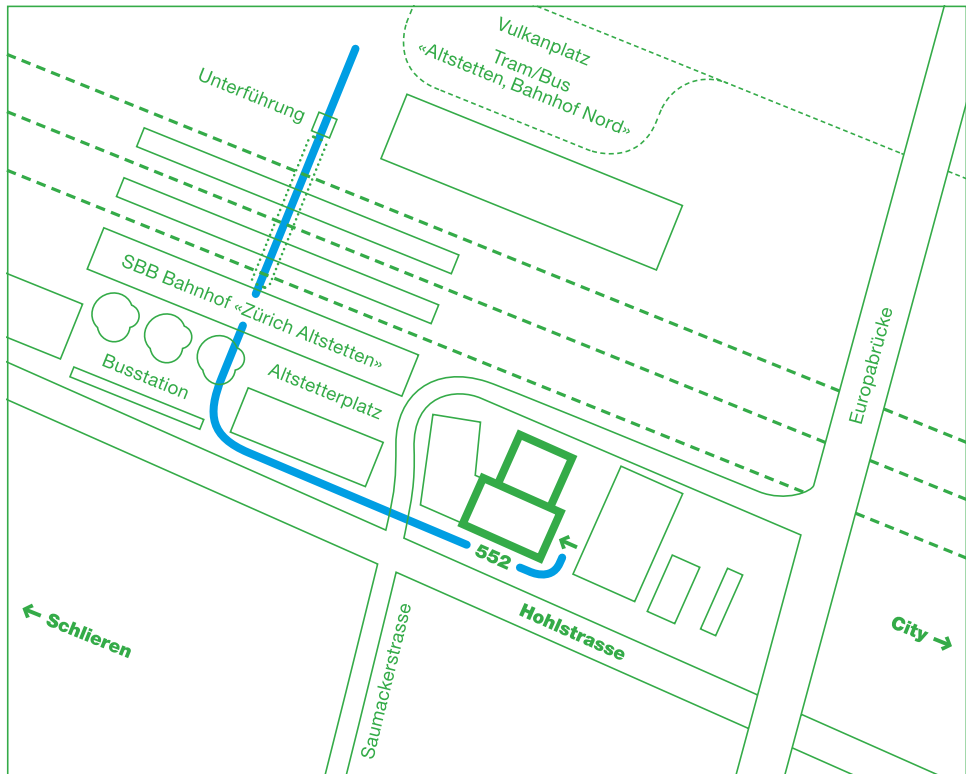 Vulkanplatz
Tram/Bus
«Altstetten, Bahnhof Nord»
Unterführung
SBB Bahnhof «Zürich Altstetten»
Busstation
Altstetterplatz
Europabrücke
552
← Schlieren
Hohlstrasse
City →
Saumackerstrasse